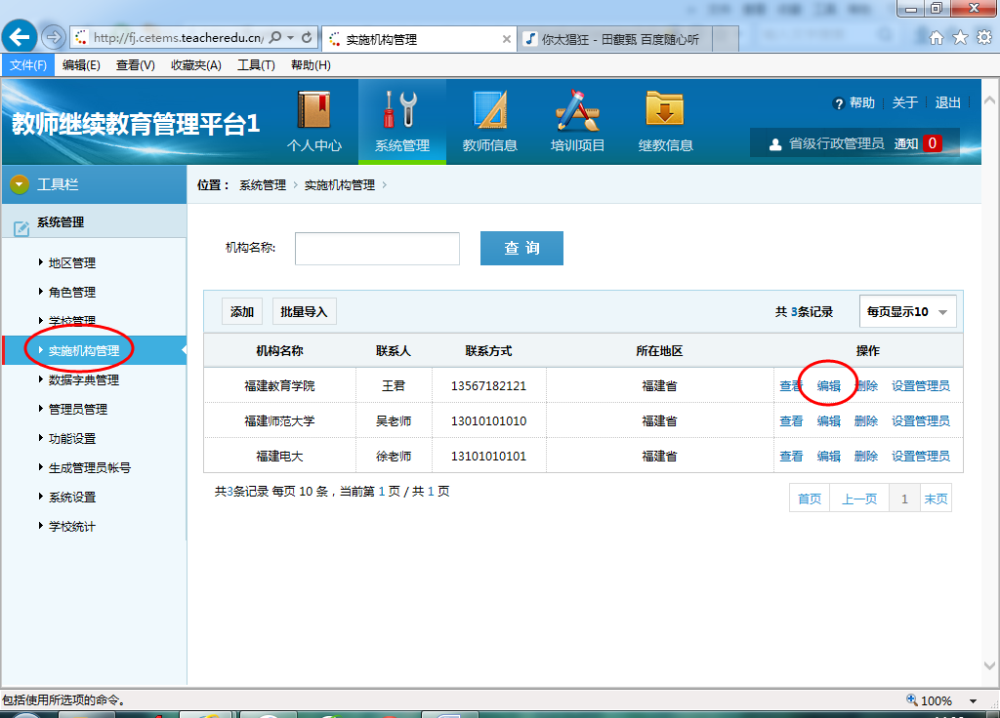 http://fj.cetems.teacheredu.cn/
实施机构管理
你太猖狂 - 田馥甄 百度随心听
文件(F) 编辑(E) 查看(V) 收藏夹(A) 工具(T) 帮助(H)
教师继续教育管理平台1
个人中心 系统管理 教师信息 培训项目 继教信息
帮助 关于 退出
省级行政管理员 通知 0
工具栏
位置： 系统管理 实施机构管理
系统管理
地区管理
角色管理
学校管理
实施机构管理
数据字典管理
管理员管理
功能设置
生成管理员帐号
系统设置
学校统计
机构名称: 查 询
添加 批量导入 共 3条记录 每页显示10
机构名称 联系人 联系方式 所在地区 操作
福建教育学院 王君 13567182121 福建省 查看 编辑 删除 设置管理员
福建师范大学 吴老师 13010101010 福建省 查看 编辑 删除 设置管理员
福建电大 徐老师 13101010101 福建省 查看 编辑 删除 设置管理员
共3条记录 每页 10 条，当前第 1 页 / 共 1 页
首页 上一页 1 末页
包括使用所选项的命令。
100%